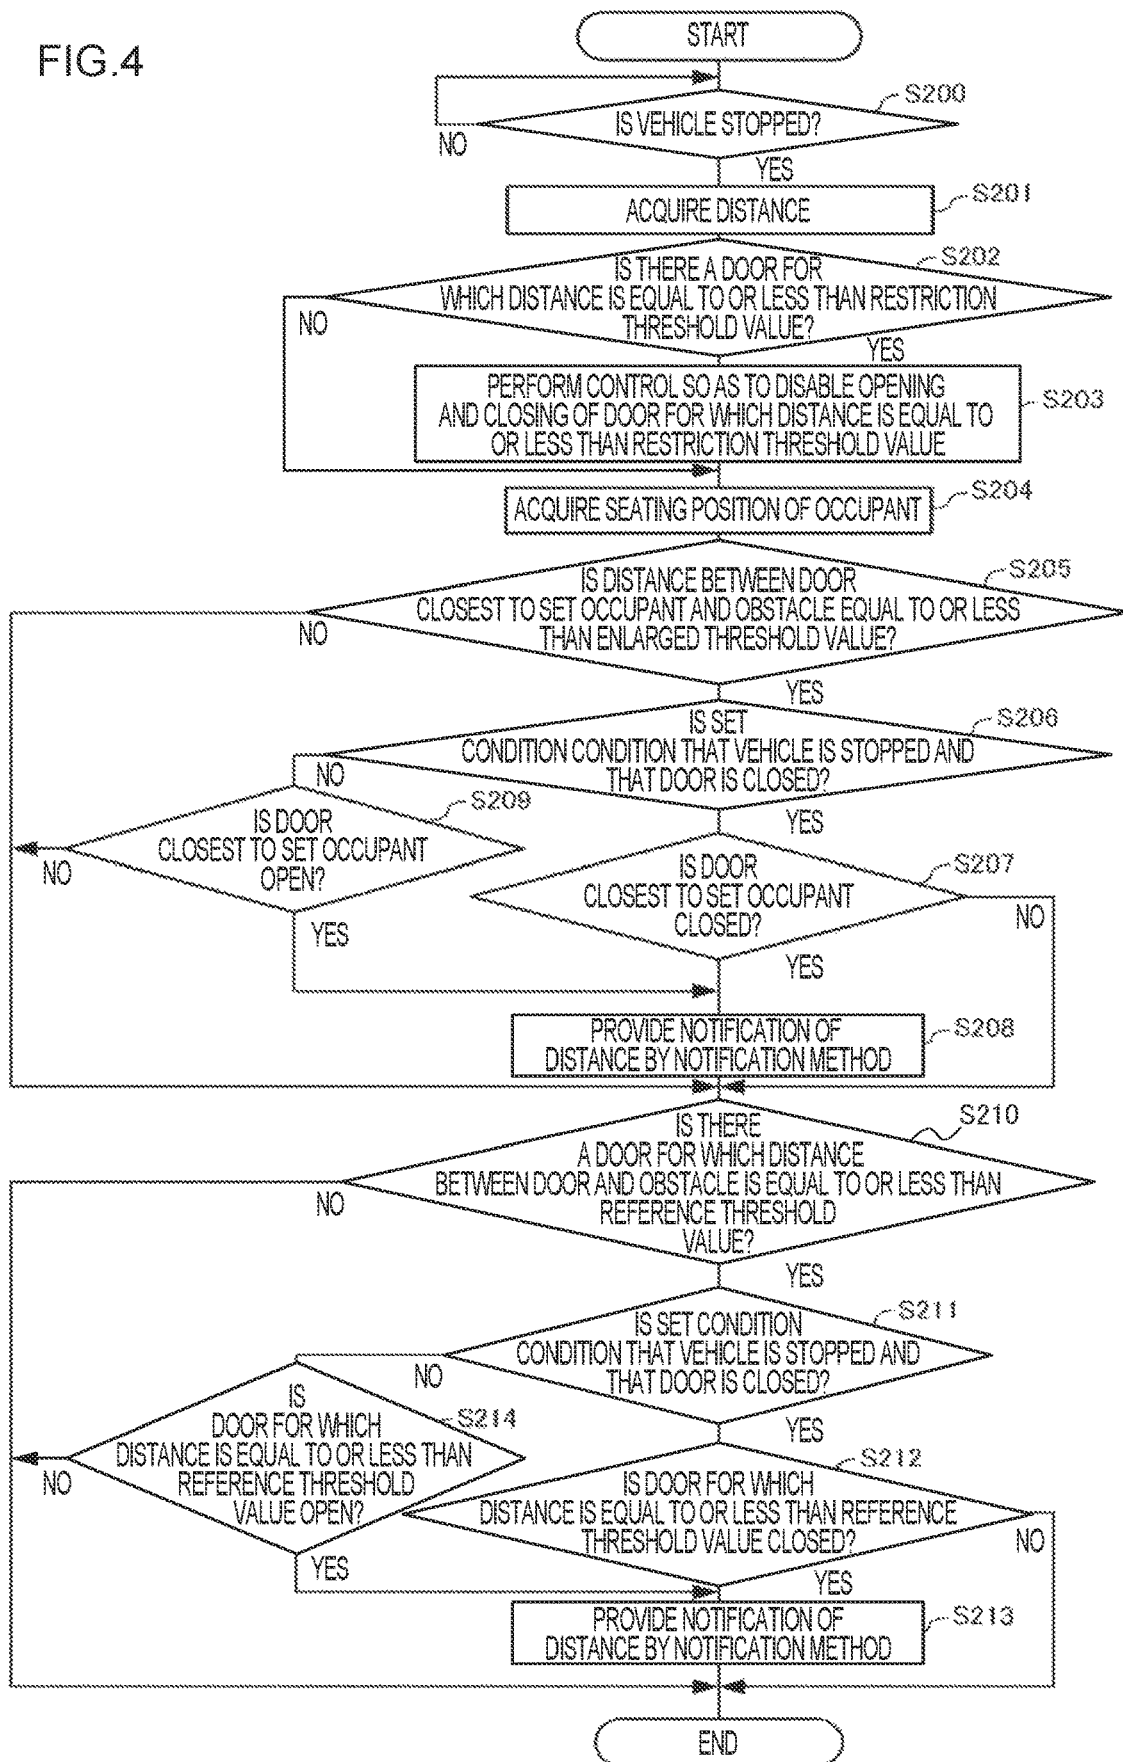 FIG.4
START
S200
IS VEHICLE STOPPED?
NO
YES
S201
ACQUIRE DISTANCE
S202
IS THERE A DOOR FOR
WHICH DISTANCE IS EQUAL TO OR LESS THAN RESTRICTION
THRESHOLD VALUE?
NO
YES
PERFORM CONTROL SO AS TO DISABLE OPENING
AND CLOSING OF DOOR FOR WHICH DISTANCE IS EQUAL TO
OR LESS THAN RESTRICTION THRESHOLD VALUE
S203
S204
ACQUIRE SEATING POSITION OF OCCUPANT
S205
IS DISTANCE BETWEEN DOOR
CLOSEST TO SET OCCUPANT AND OBSTACLE EQUAL TO OR LESS
THAN ENLARGED THRESHOLD VALUE?
NO
YES
S206
IS SET
CONDITION CONDITION THAT VEHICLE IS STOPPED AND
THAT DOOR IS CLOSED?
NO
YES
S209
IS DOOR
CLOSEST TO SET OCCUPANT
OPEN?
NO
YES
S207
IS DOOR
CLOSEST TO SET OCCUPANT
CLOSED?
NO
YES
PROVIDE NOTIFICATION OF
DISTANCE BY NOTIFICATION METHOD
S208
S210
IS THERE
A DOOR FOR WHICH DISTANCE
BETWEEN DOOR AND OBSTACLE IS EQUAL TO OR LESS THAN
REFERENCE THRESHOLD
VALUE?
NO
YES
S211
IS SET CONDITION
CONDITION THAT VEHICLE IS STOPPED AND
THAT DOOR IS CLOSED?
NO
YES
S214
IS
DOOR FOR WHICH
DISTANCE IS EQUAL TO OR LESS THAN
REFERENCE THRESHOLD
VALUE OPEN?
NO
YES
S212
IS DOOR FOR WHICH
DISTANCE IS EQUAL TO OR LESS THAN REFERENCE
THRESHOLD VALUE CLOSED?
NO
YES
PROVIDE NOTIFICATION OF
DISTANCE BY NOTIFICATION METHOD
S213
END